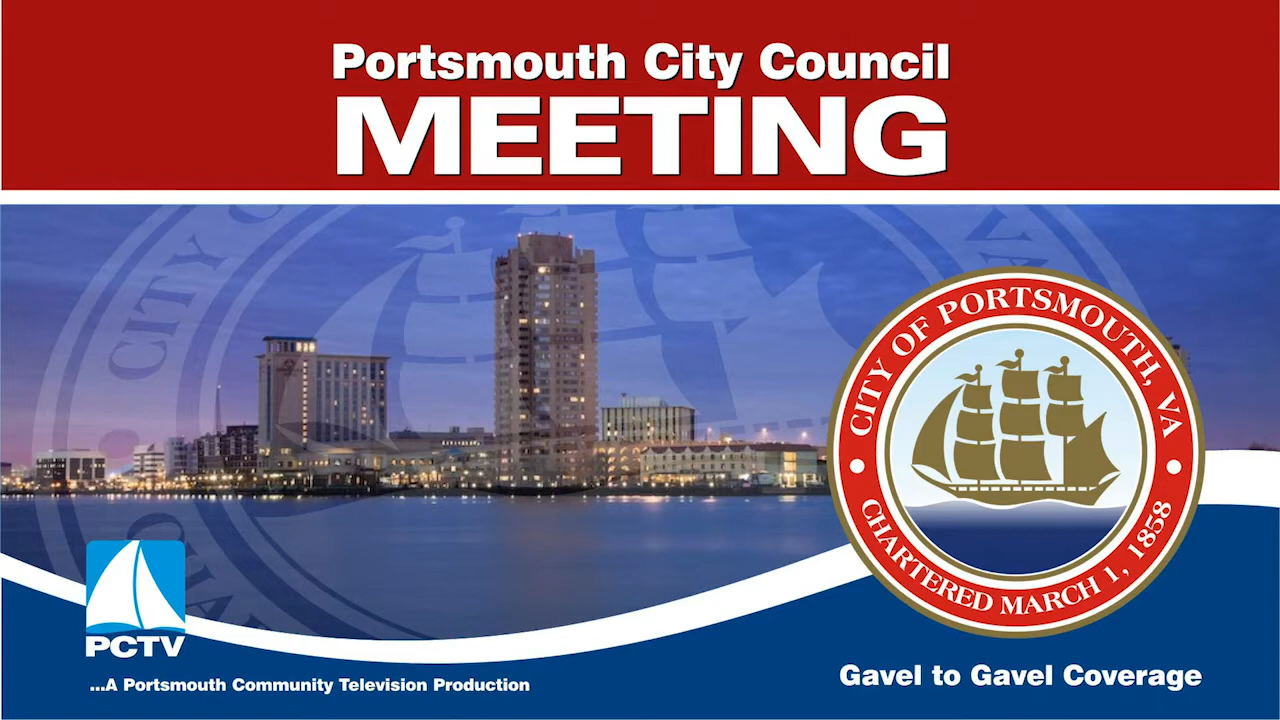 Portsmouth City Council
MEETING
CITY OF PORTSMOUTH, VA
CHARTERED MARCH 1, 1858
PCTV
...A Portsmouth Community Television Production
Gavel to Gavel Coverage